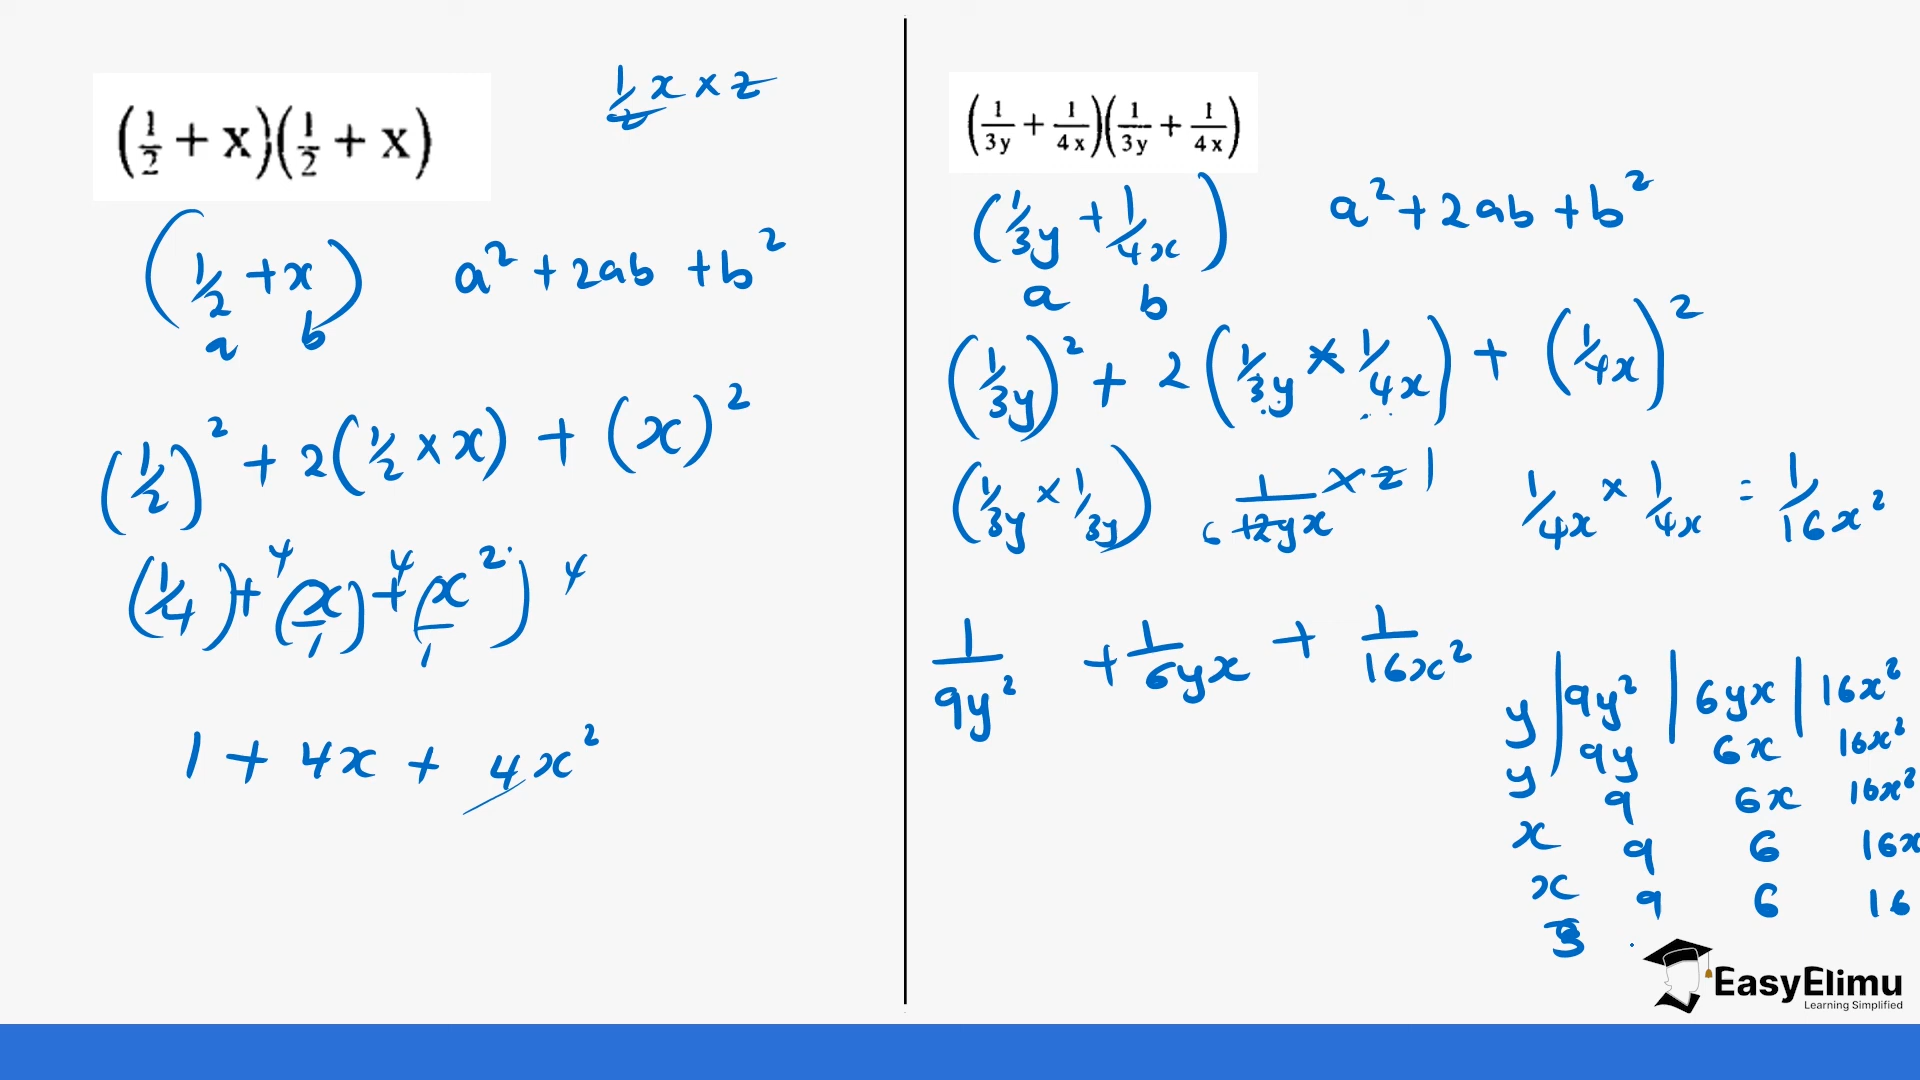 (1/2 + x)(1/2 + x)
1/2 x × 2
(1/2 + x) a² + 2ab + b²
a b
(1/2)² + 2(1/2 × x) + (x)²
(1/4) + 4(x/1) + 4(x²/1) 4
1 + 4x + 4x²
(1/3y + 1/4x)(1/3y + 1/4x)
(1/3y + 1/4x) a² + 2ab + b²
a b
(1/3y)² + 2(1/3y × 1/4x) + (1/4x)²
(1/3y × 1/3y) 1/12yx × 2 1 6 1/4x × 1/4x = 1/16x²
1/9y² + 1/6yx + 1/16x²
y | 9y² | 6yx | 16x²
y 9y 6x 16x²
x 9 6x 16x²
x 9 6 16x
3 9 6 16
EasyElimu
Learning Simplified